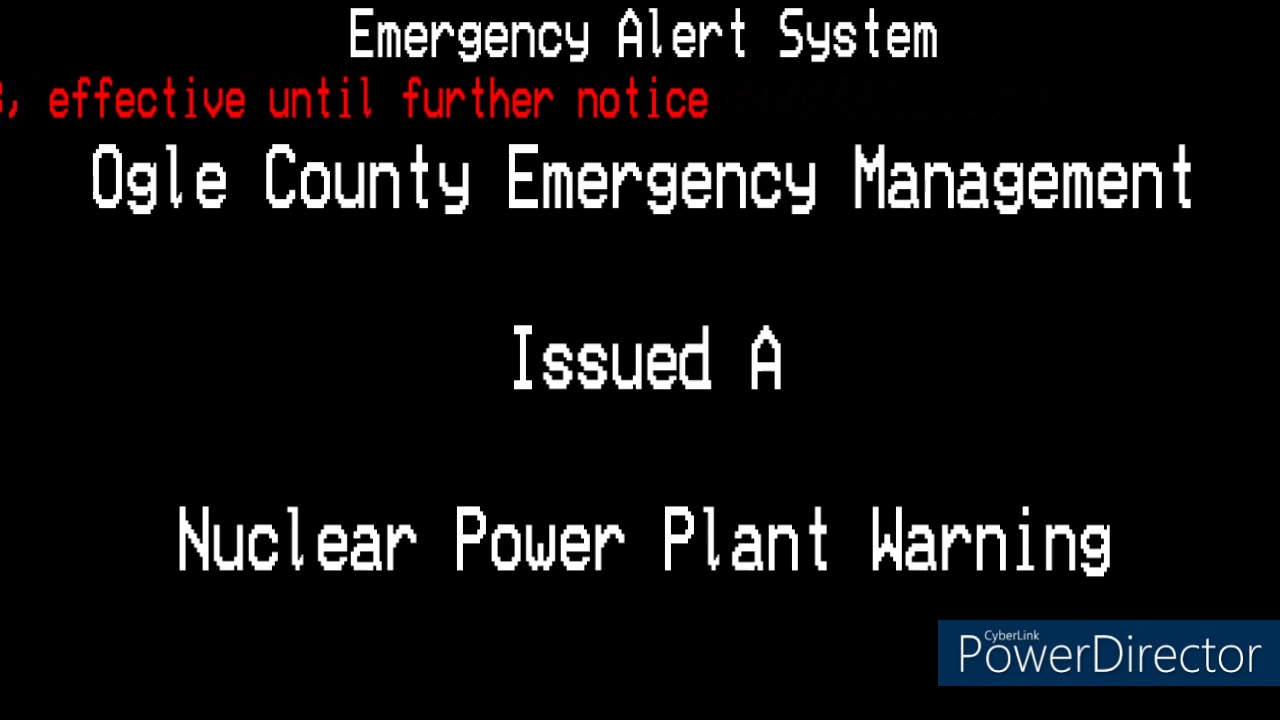 Emergency Alert System
, effective until further notice
Ogle County Emergency Management
Issued A
Nuclear Power Plant Warning
CyberLink
PowerDirector